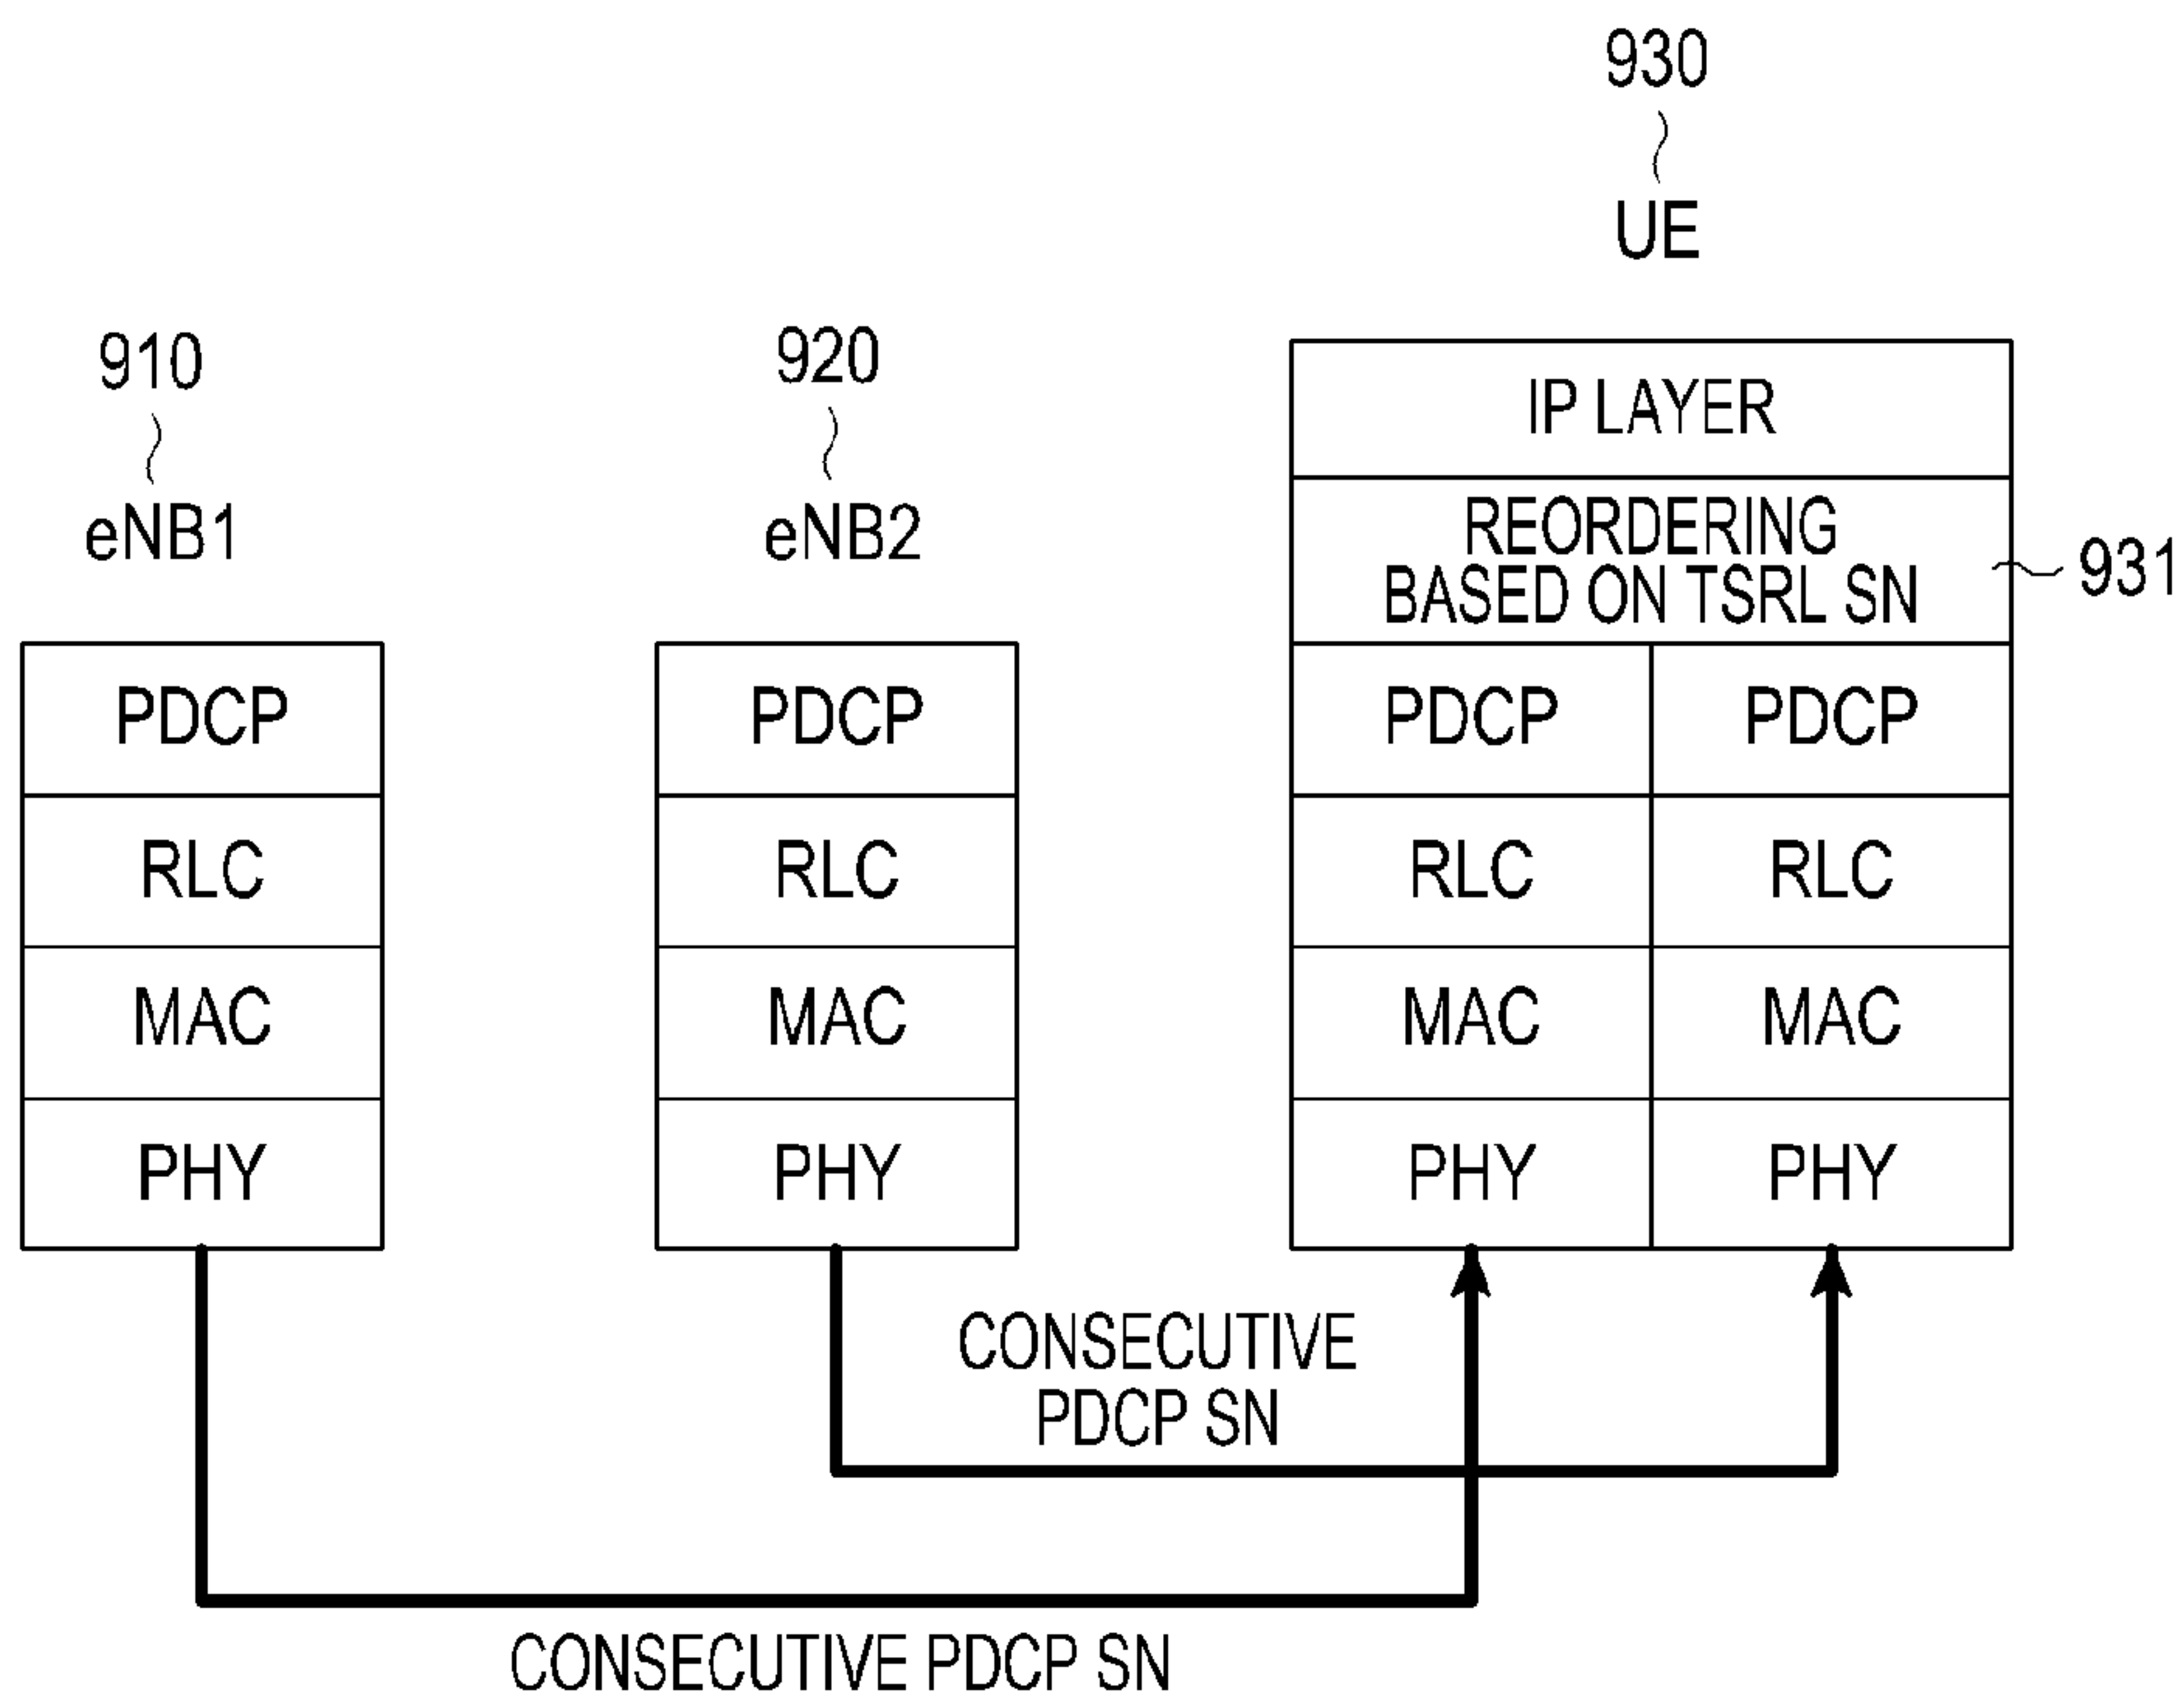 930
UE
910
eNB1
920
eNB2
IP LAYER
REORDERING
BASED ON TSRL SN
931
PDCP
RLC
MAC
PHY
PDCP
RLC
MAC
PHY
PDCP PDCP
RLC RLC
MAC MAC
PHY PHY
CONSECUTIVE
PDCP SN
CONSECUTIVE PDCP SN